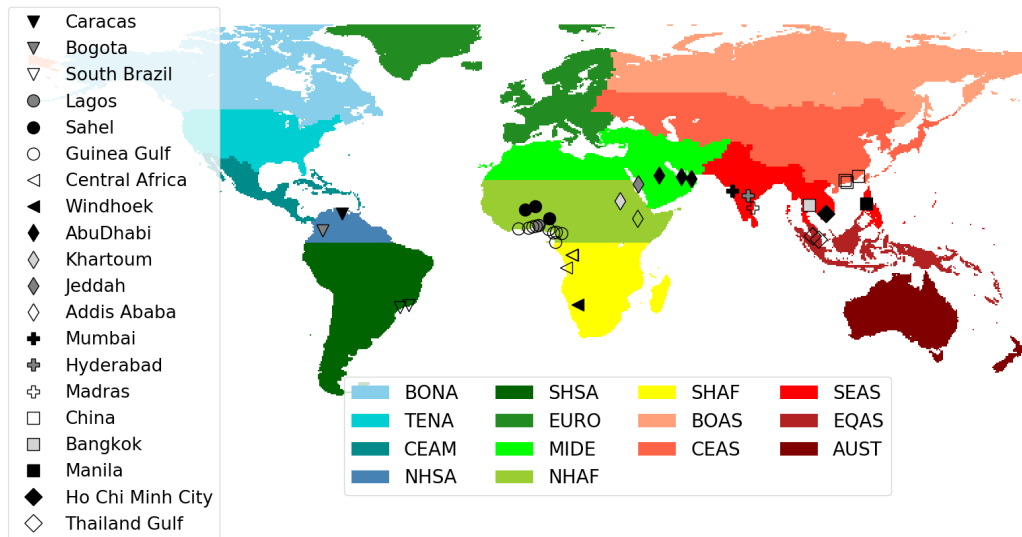 Caracas
Bogota
South Brazil
Lagos
Sahel
Guinea Gulf
Central Africa
Windhoek
AbuDhabi
Khartoum
Jeddah
Addis Ababa
Mumbai
Hyderabad
Madras
China
Bangkok
Manila
Ho Chi Minh City
Thailand Gulf
BONA SHSA SHAF SEAS
TENA EURO BOAS EQAS
CEAM MIDE CEAS AUST
NHSA NHAF